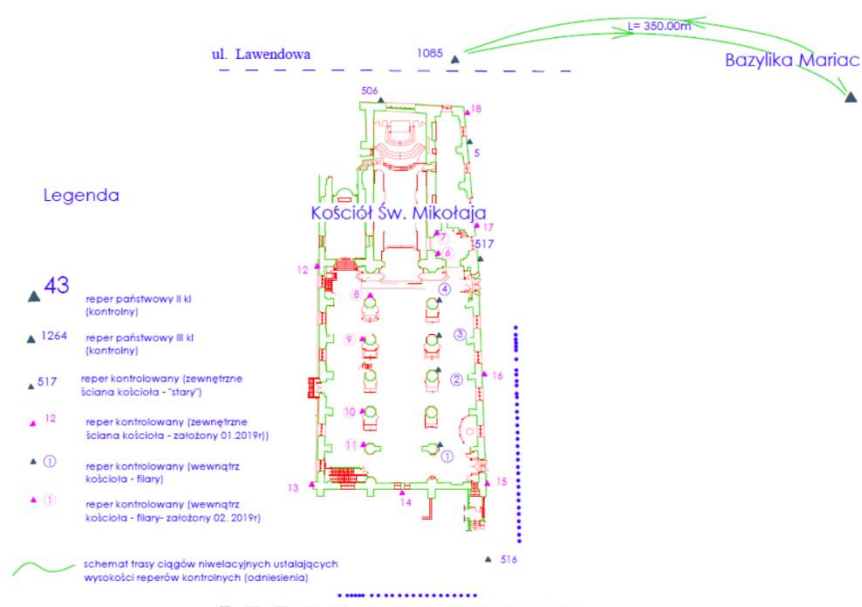 L= 350.00m
ul. Lawendowa
1085
Bazylika Mariac
506
18
5
Legenda
Kościół Św. Mikołaja
17
7
517
6
12
4
43
reper państwowy II kl
(kontrolny)
8
1264
reper państwowy III kl
(kontrolny)
9
3
517
reper kontrolowany (zewnętrzne
ściana kościoła - "stary")
2
16
12
reper kontrolowany (zewnętrzne
ściana kościoła - założony 01.2019r))
10
1
reper kontrolowany (wewnątrz
kościoła - filary)
11
1
13
15
14
1
reper kontrolowany (wewnątrz
kościoła - filary- założony 02. 2019r)
516
schemat trasy ciągów niwelacyjnych ustalających
wysokości reperów kontrolnych (odniesienia)